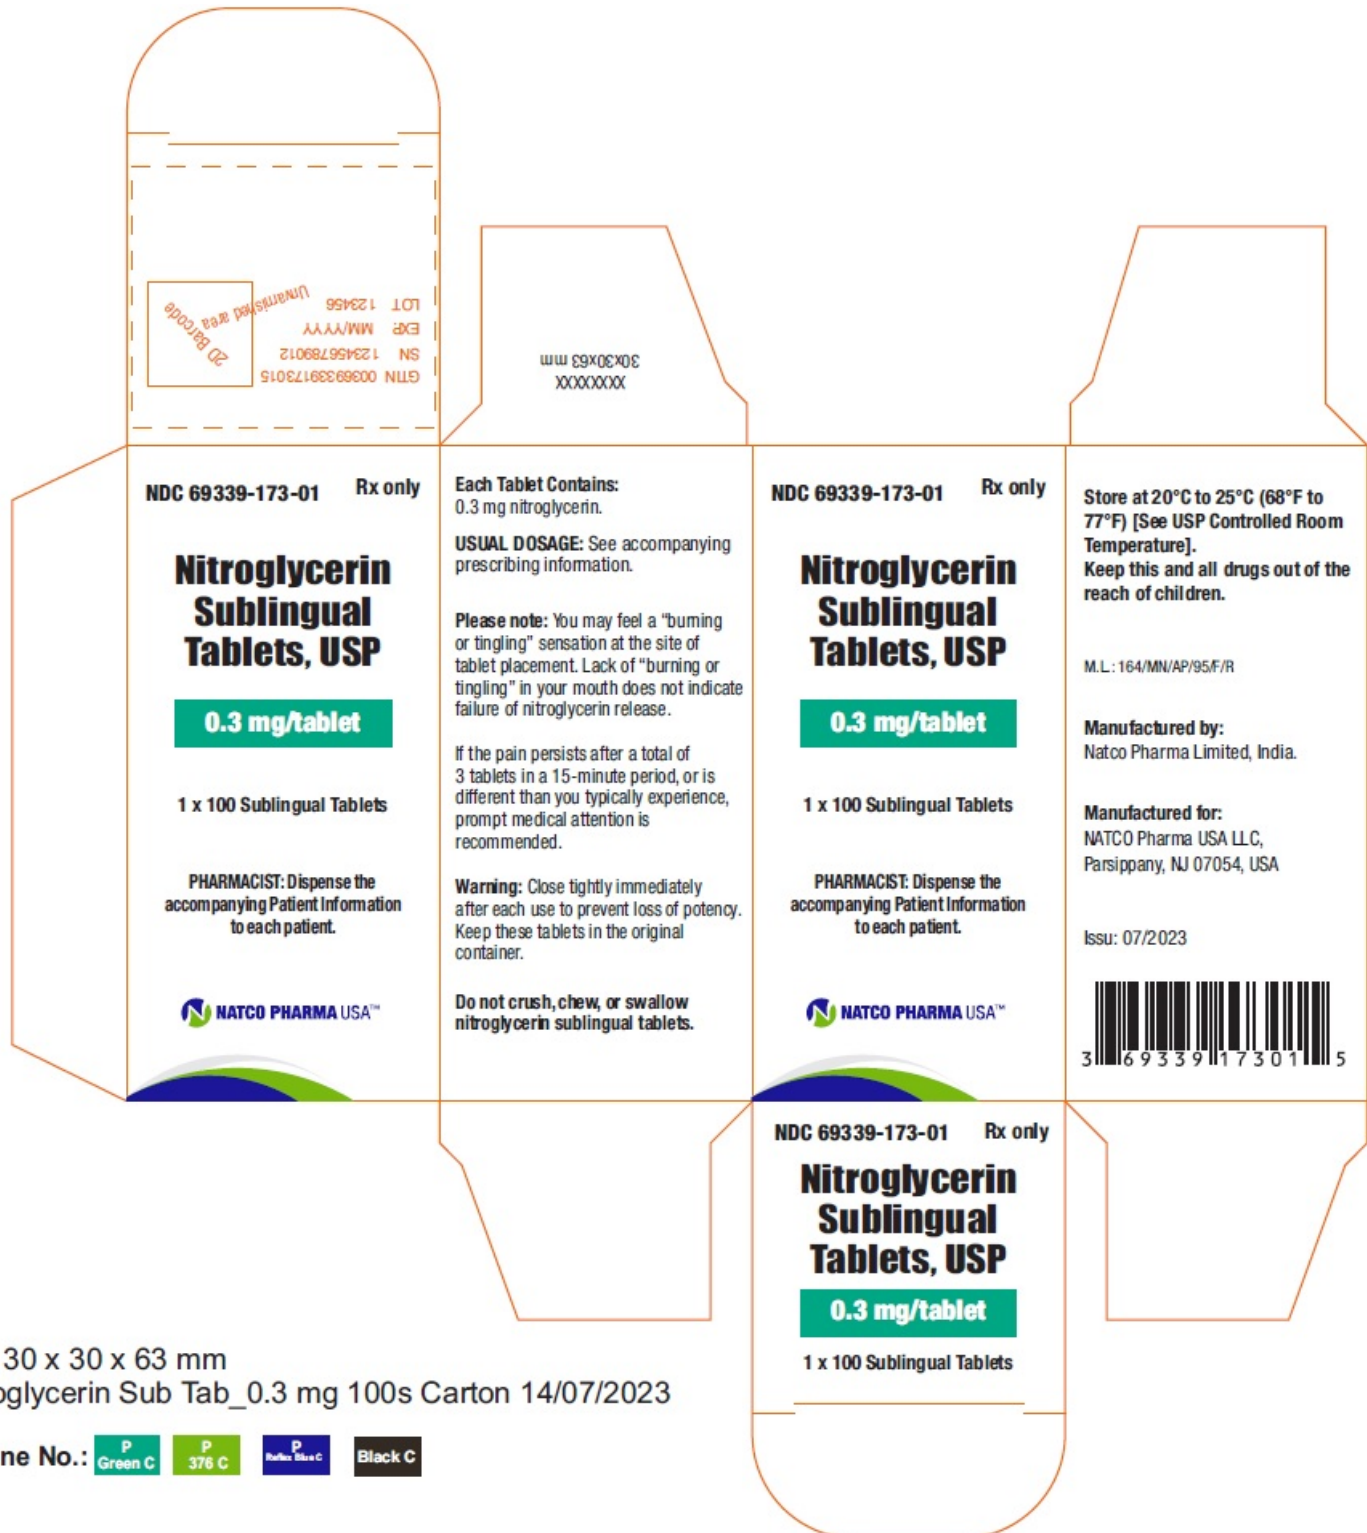 2D Barcode
Unvarnished area
GTIN 00369339173015
SN 123456789012
EXP. MM/YYYY
LOT 123456
XXXXXXXX
30x30x63 mm
NDC 69339-173-01 Rx only
Nitroglycerin
Sublingual
Tablets, USP
0.3 mg/tablet
1 x 100 Sublingual Tablets
PHARMACIST: Dispense the
accompanying Patient Information
to each patient.
NATCO PHARMA USA™
Each Tablet Contains:
0.3 mg nitroglycerin.
USUAL DOSAGE: See accompanying
prescribing information.
Please note: You may feel a “burning
or tingling” sensation at the site of
tablet placement. Lack of “burning or
tingling” in your mouth does not indicate
failure of nitroglycerin release.
If the pain persists after a total of
3 tablets in a 15-minute period, or is
different than you typically experience,
prompt medical attention is
recommended.
Warning: Close tightly immediately
after each use to prevent loss of potency.
Keep these tablets in the original
container.
Do not crush, chew, or swallow
nitroglycerin sublingual tablets.
NDC 69339-173-01 Rx only
Nitroglycerin
Sublingual
Tablets, USP
0.3 mg/tablet
1 x 100 Sublingual Tablets
PHARMACIST: Dispense the
accompanying Patient Information
to each patient.
NATCO PHARMA USA™
Store at 20°C to 25°C (68°F to
77°F) [See USP Controlled Room
Temperature].
Keep this and all drugs out of the
reach of children.
M.L.: 164/MN/AP/95/F/R
Manufactured by:
Natco Pharma Limited, India.
Manufactured for:
NATCO Pharma USA LLC,
Parsippany, NJ 07054, USA
Issu: 07/2023
3 69339 17301 5
NDC 69339-173-01 Rx only
Nitroglycerin
Sublingual
Tablets, USP
0.3 mg/tablet
1 x 100 Sublingual Tablets
30 x 30 x 63 mm
oglycerin Sub Tab_0.3 mg 100s Carton 14/07/2023
ne No.: P Green C P 376 C P Reflex Blue C Black C